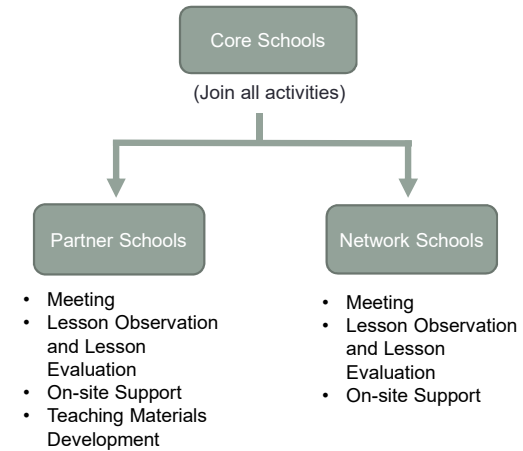 Core Schools
(Join all activities)
Partner Schools
• Meeting
• Lesson Observation
and Lesson
Evaluation
• On-site Support
• Teaching Materials
Development
Network Schools
• Meeting
• Lesson Observation
and Lesson
Evaluation
• On-site Support